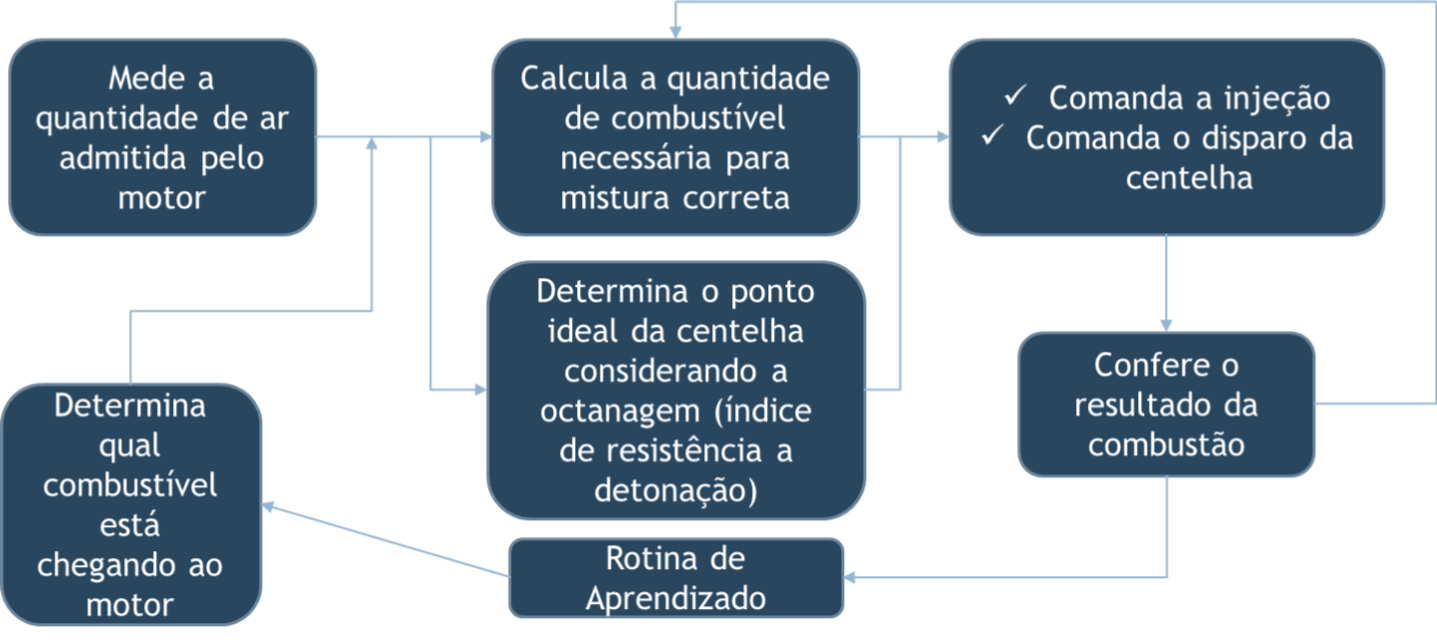 Mede a
quantidade de ar
admitida pelo
motor
Calcula a quantidade
de combustível
necessária para
mistura correta
✓ Comanda a injeção
✓ Comanda o disparo da
centelha
Determina o ponto
ideal da centelha
considerando a
octanagem (índice
de resistência a
detonação)
Confere o
resultado da
combustão
Determina
qual
combustível
está
chegando ao
motor
Rotina de
Aprendizado